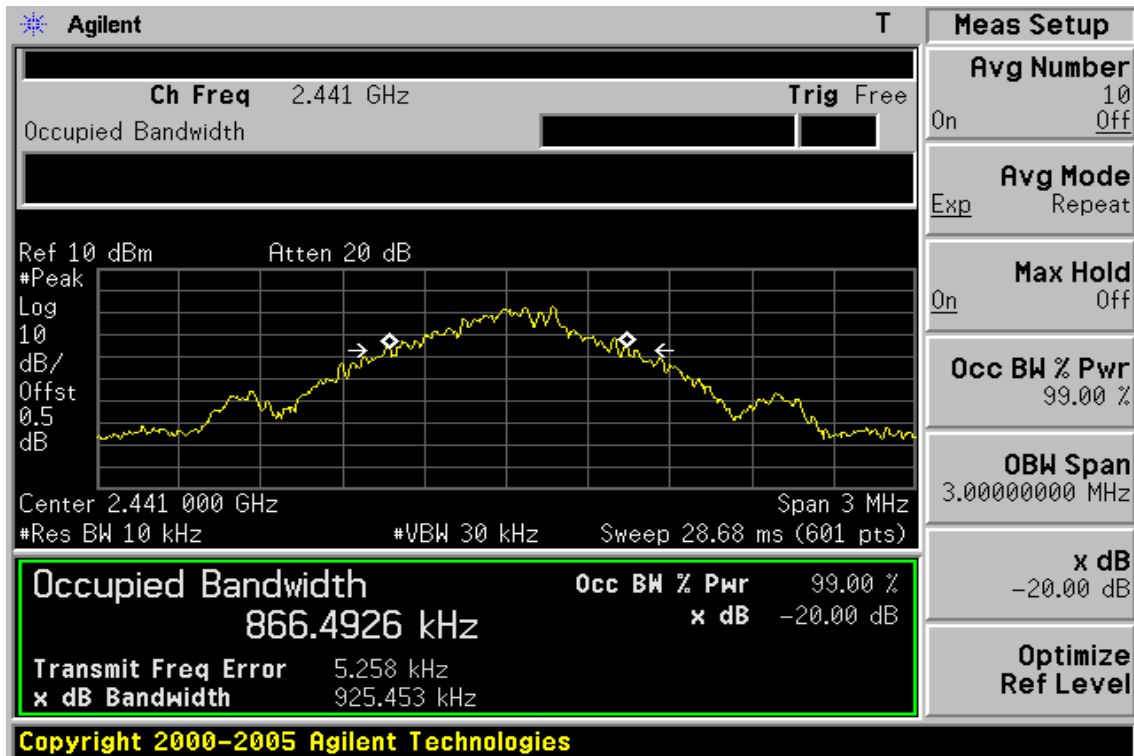 Agilent T
Ch Freq 2.441 GHz Trig Free
Occupied Bandwidth
Ref 10 dBm Atten 20 dB
#Peak
Log
10
dB/
Offst
0.5
dB
Center 2.441 000 GHz Span 3 MHz
#Res BW 10 kHz #VBW 30 kHz Sweep 28.68 ms (601 pts)
Occupied Bandwidth Occ BW % Pwr 99.00 %
866.4926 kHz x dB -20.00 dB
Transmit Freq Error 5.258 kHz
x dB Bandwidth 925.453 kHz
Copyright 2000-2005 Agilent Technologies
Meas Setup
Avg Number
10
On Off
Avg Mode
Exp Repeat
Max Hold
On Off
Occ BW % Pwr
99.00 %
OBW Span
3.00000000 MHz
x dB
-20.00 dB
Optimize
Ref Level